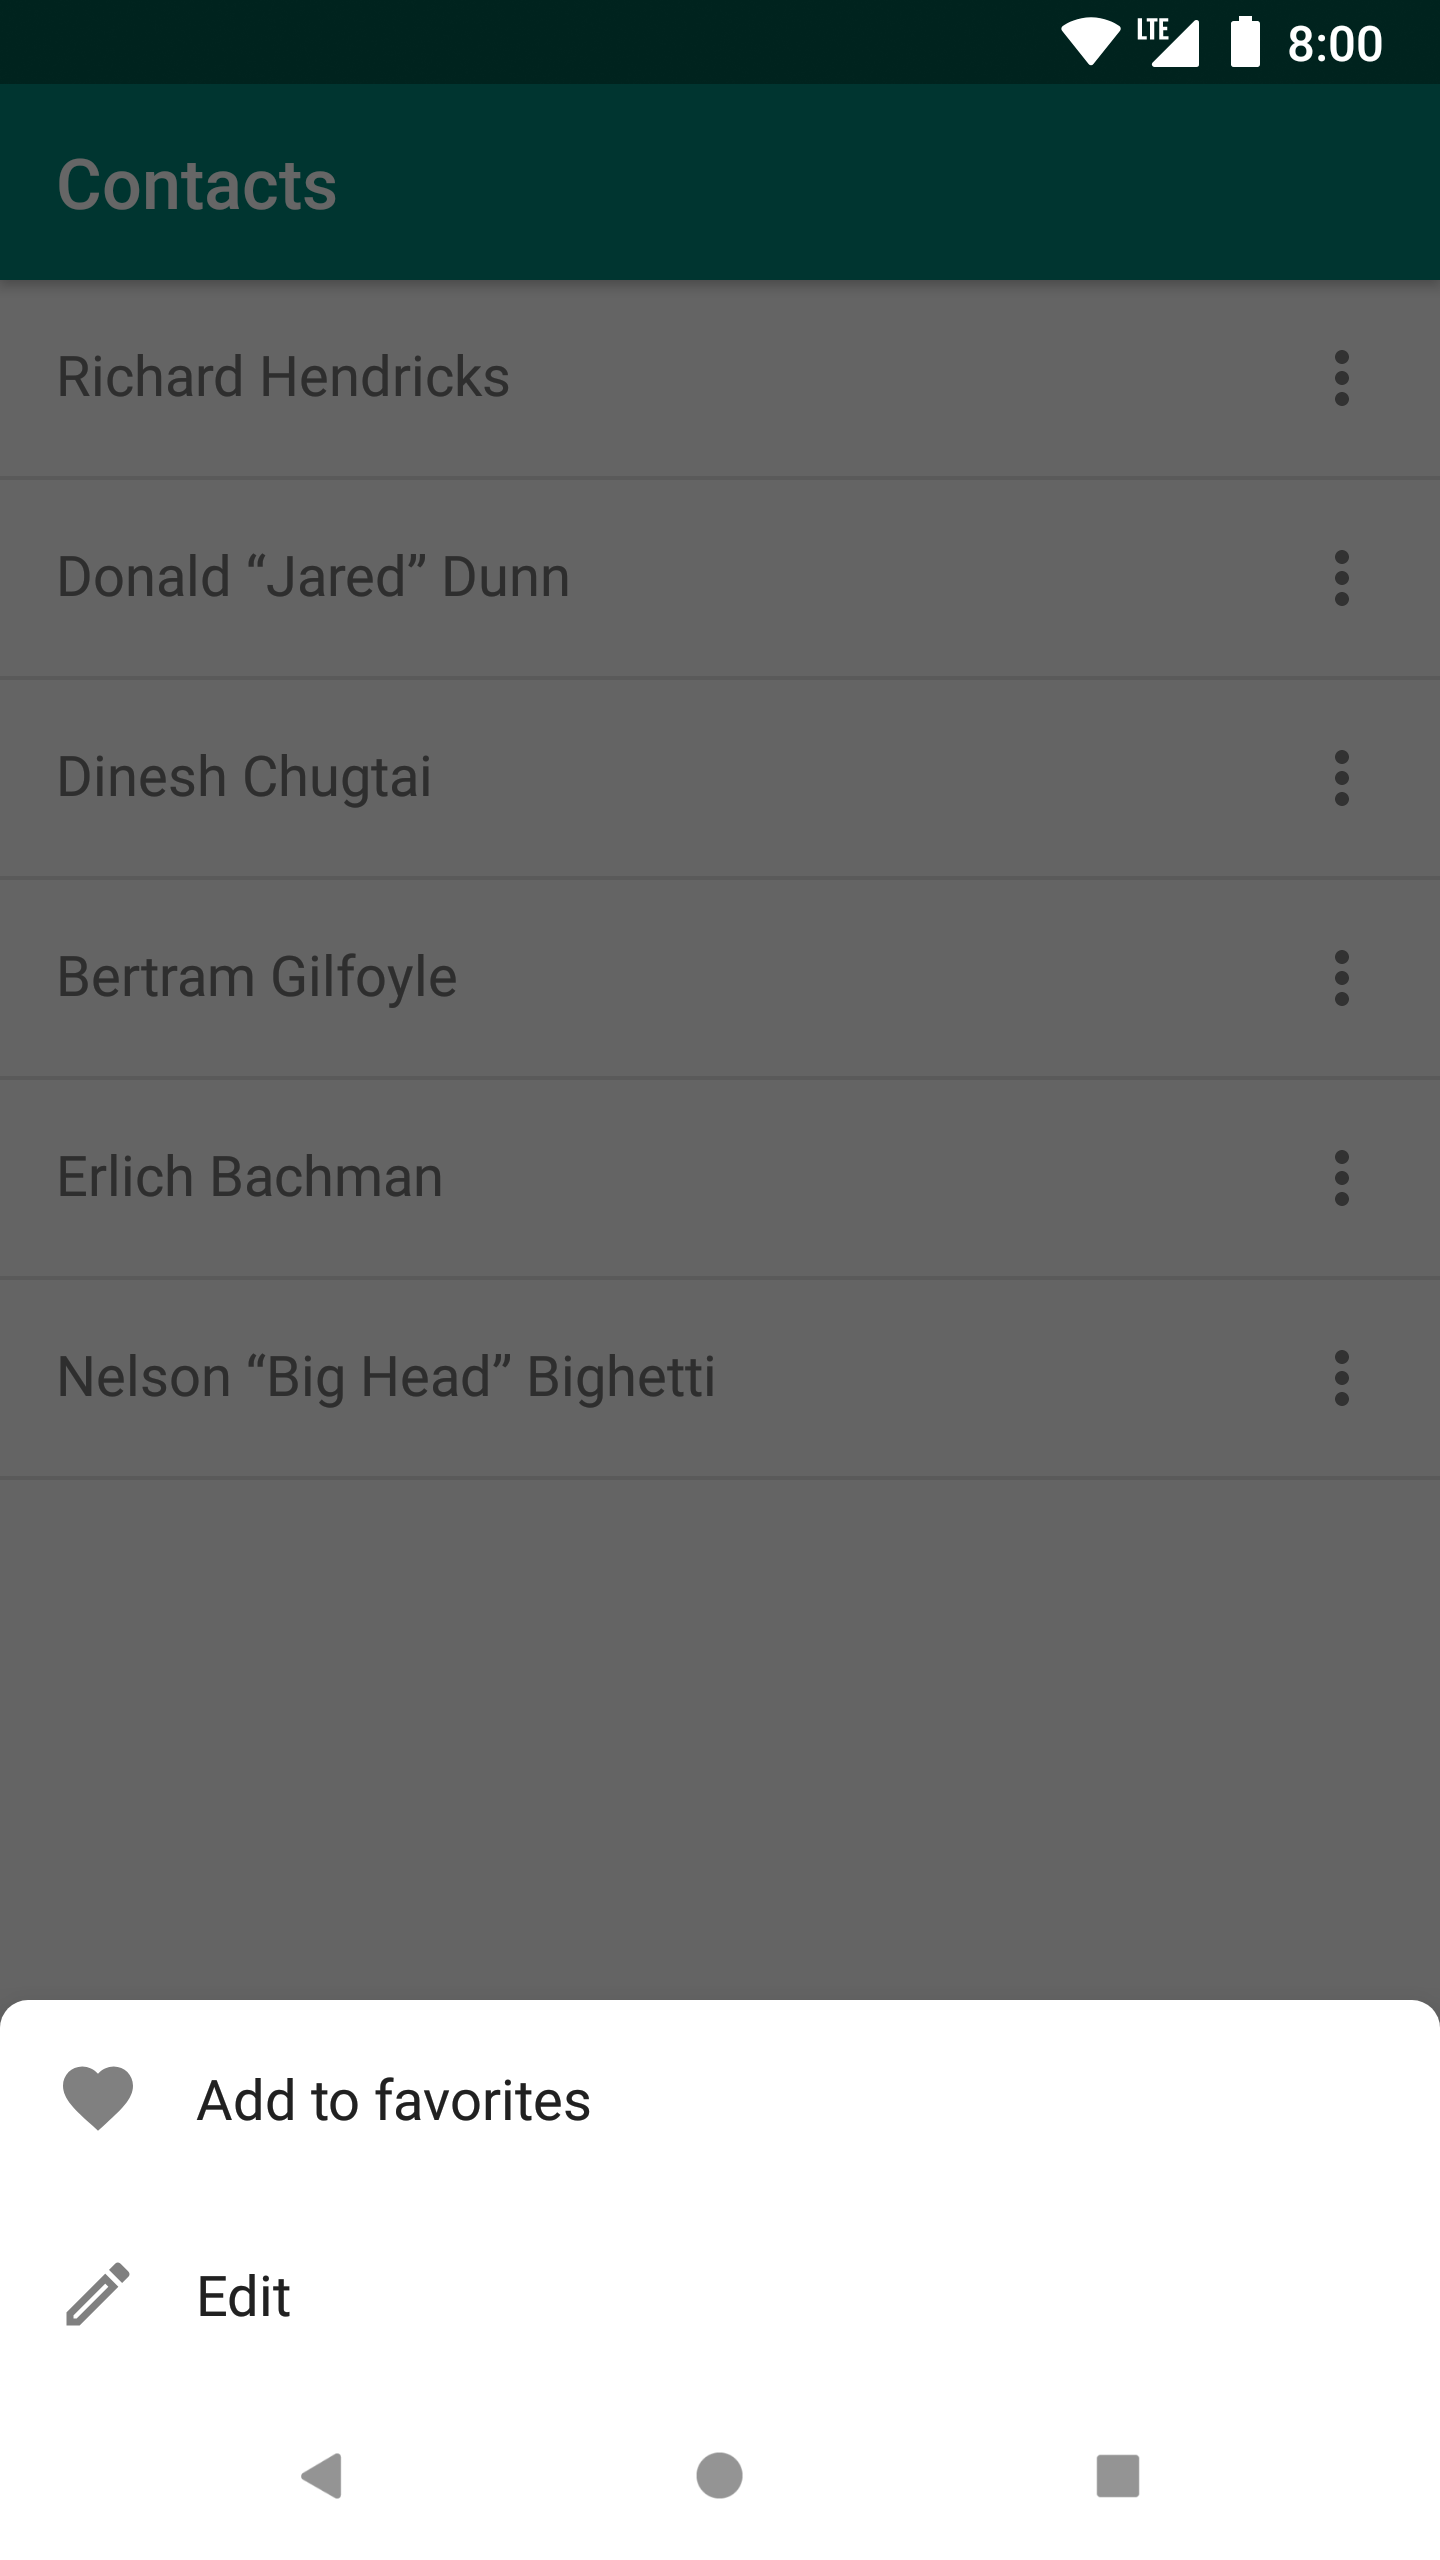 LTE 8:00
Contacts
Richard Hendricks
Donald “Jared” Dunn
Dinesh Chugtai
Bertram Gilfoyle
Erlich Bachman
Nelson “Big Head” Bighetti
Add to favorites
Edit